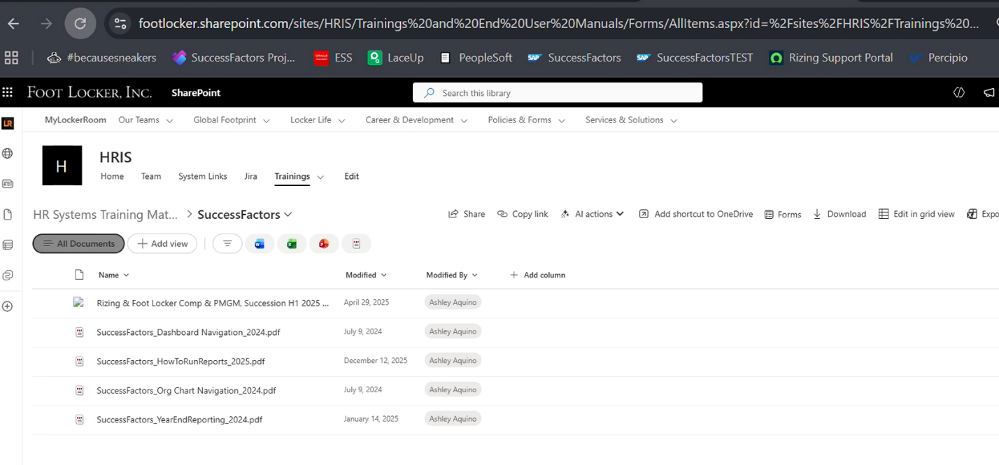 footlocker.sharepoint.com/sites/HRIS/Trainings%20and%20End%20User%20Manuals/Forms/AllItems.aspx?id=%2Fsites%2FHRIS%2FTrainings%20...
#becausesneakers SuccessFactors Proj... ESS LaceUp PeopleSoft SAP SuccessFactors SAP SuccessFactorsTEST Rizing Support Portal Percipio
FOOT LOCKER, INC. SharePoint Search this library
LR MyLockerRoom Our Teams Global Footprint Locker Life Career & Development Policies & Forms Services & Solutions
H HRIS
Home Team System Links Jira Trainings Edit
HR Systems Training Mat... > SuccessFactors Share Copy link AI actions Add shortcut to OneDrive Forms Download Edit in grid view Expo
All Documents + Add view
Name Modified Modified By + Add column
Rizing & Foot Locker Comp & PMGM, Succession H1 2025 ... April 29, 2025 Ashley Aquino
SuccessFactors_Dashboard Navigation_2024.pdf July 9, 2024 Ashley Aquino
SuccessFactors_HowToRunReports_2025.pdf December 12, 2025 Ashley Aquino
SuccessFactors_Org Chart Navigation_2024.pdf July 9, 2024 Ashley Aquino
SuccessFactors_YearEndReporting_2024.pdf January 14, 2025 Ashley Aquino